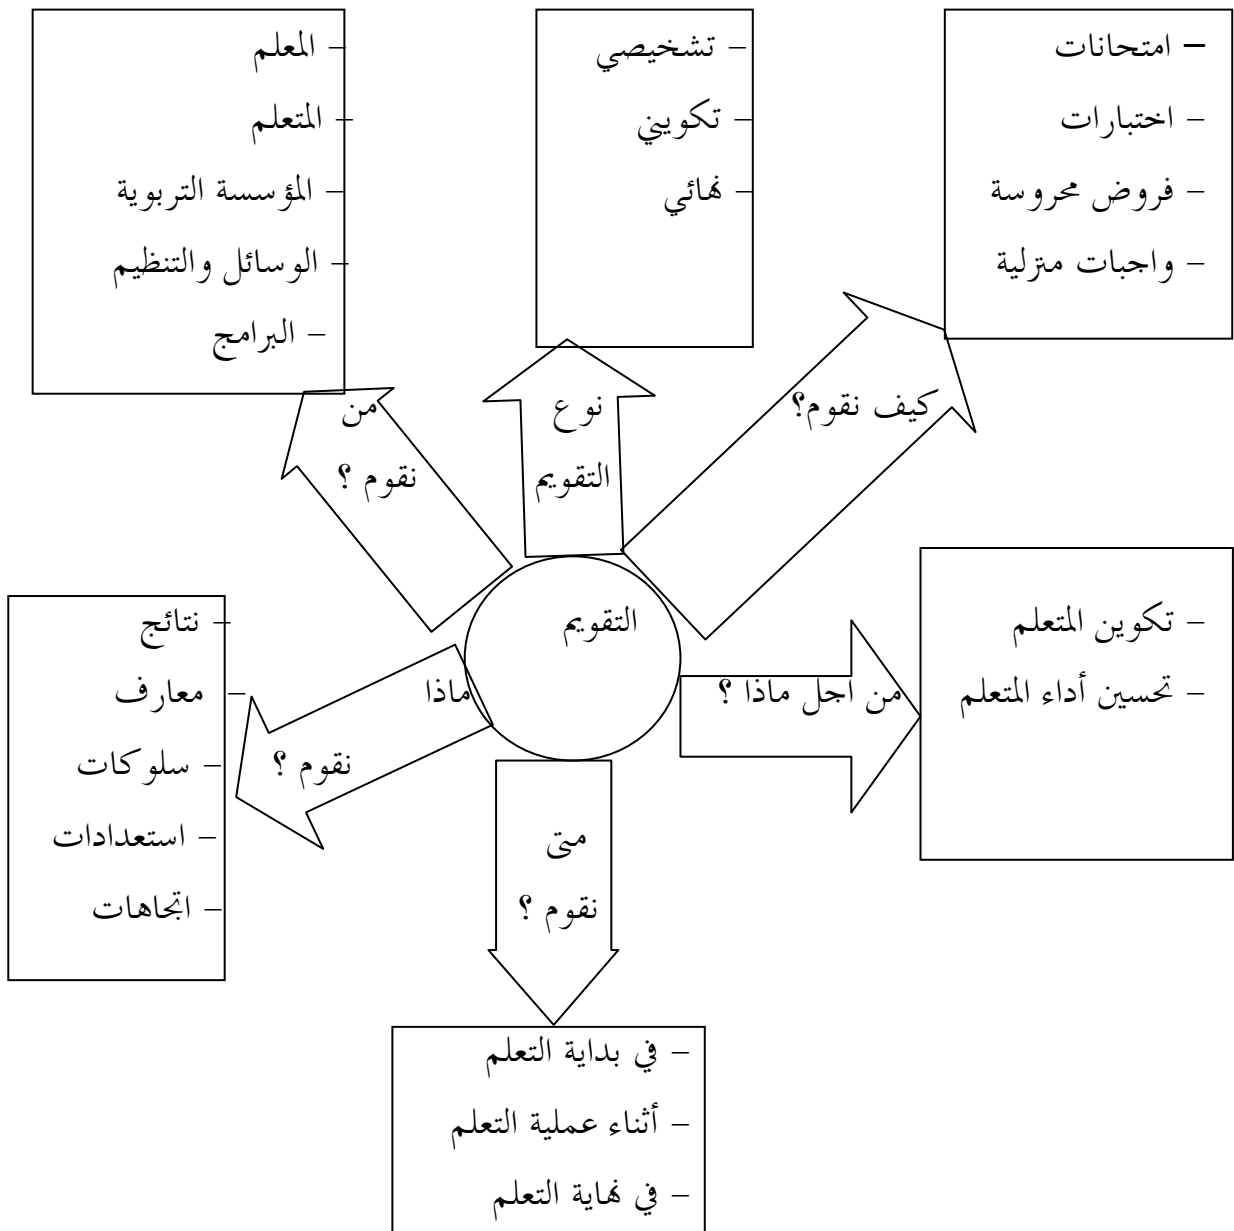 – امتحانات
– اختبارات
– فروض محروسة
– واجبات منزلية
– تشخيصي
– تكويني
– نهائي
– المعلم
– المتعلم
– المؤسسة التربوية
– الوسائل والتنظيم
– البرامج
كيف نقوم؟
نوع
التقويم
من
نقوم ؟
التقويم
– تكوين المتعلم
– تحسين أداء المتعلم
من اجل ماذا ؟
ماذا
نقوم ؟
– نتائج
– معارف
– سلوكات
– استعدادات
– اتجاهات
متى
نقوم ؟
– في بداية التعلم
– أثناء عملية التعلم
– في نهاية التعلم